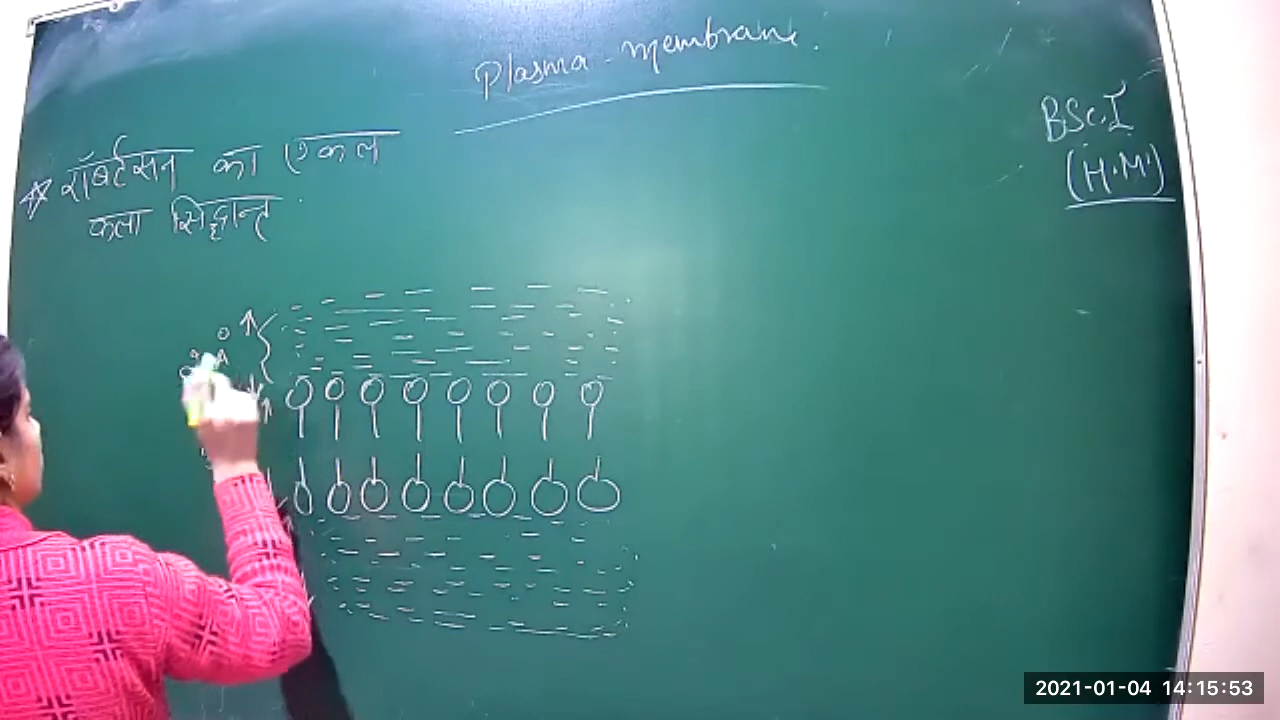 Plasma-membrane.
BSc.I
(H.M.)
☆ रॉबर्टसन का एकल
कला सिद्धान्त
2021-01-04 14:15:53